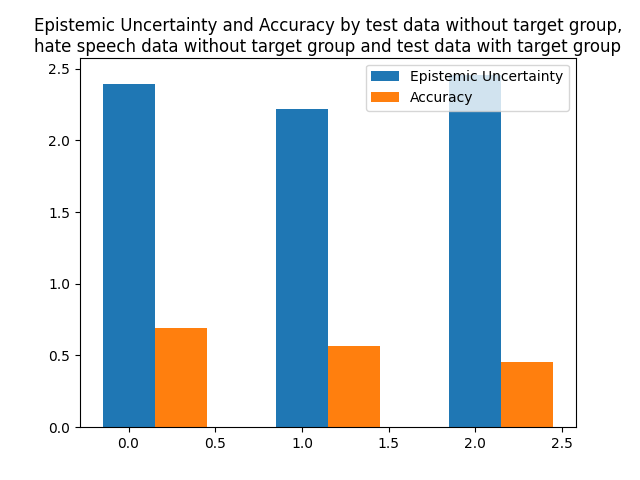 Epistemic Uncertainty and Accuracy by test data without target group,
hate speech data without target group and test data with target group
Epistemic Uncertainty
Accuracy
2.5
2.0
1.5
1.0
0.5
0.0
0.0 0.5 1.0 1.5 2.0 2.5